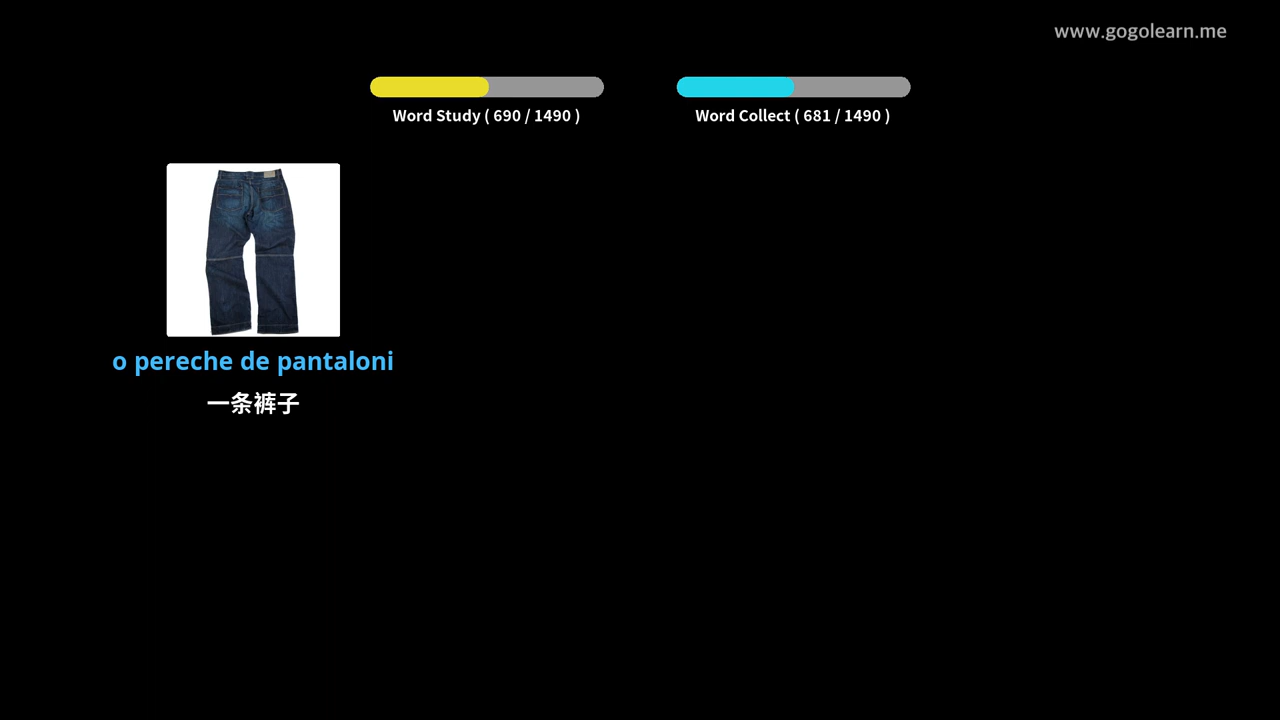 www.gogolearn.me
Word Study ( 690 / 1490 )
Word Collect ( 681 / 1490 )
o pereche de pantaloni
一条裤子